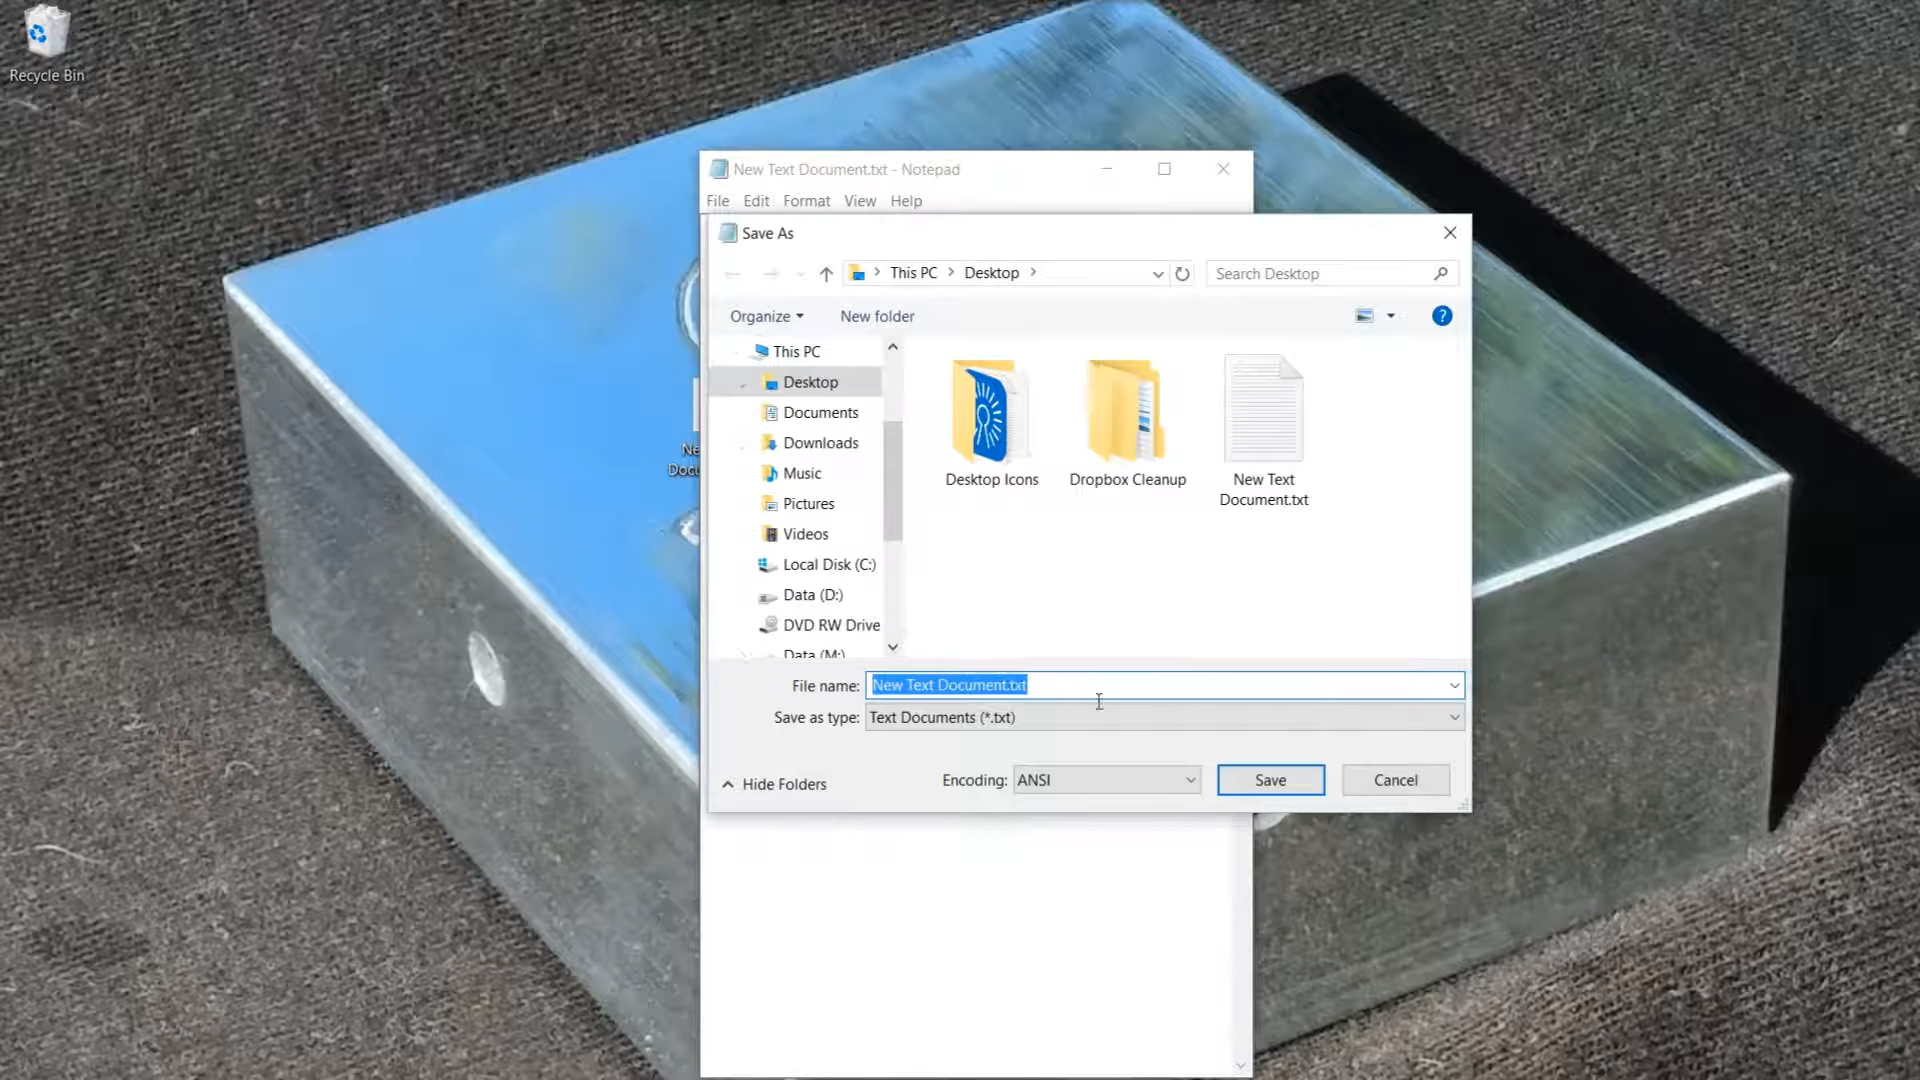 Recycle Bin
New Text Document.txt - Notepad
File Edit Format View Help
Save As
This PC > Desktop >
Search Desktop
Organize
New folder
This PC
Desktop
Documents
Downloads
Music
Pictures
Videos
Local Disk (C:)
Data (D:)
DVD RW Drive
Data (M:)
Desktop Icons
Dropbox Cleanup
New Text
Document.txt
Ne
Docu
File name: New Text Document.txt
Save as type: Text Documents (*.txt)
Hide Folders
Encoding: ANSI
Save
Cancel